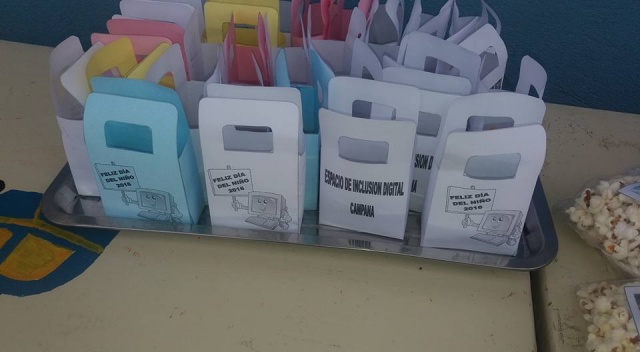 FELIZ DÍA
DEL NIÑO
2016
FELIZ DÍA
DEL NIÑO
2016
ESPACIO DE INCLUSION DIGITAL
CAMPANA
FELIZ DÍA
DEL NIÑO
2016